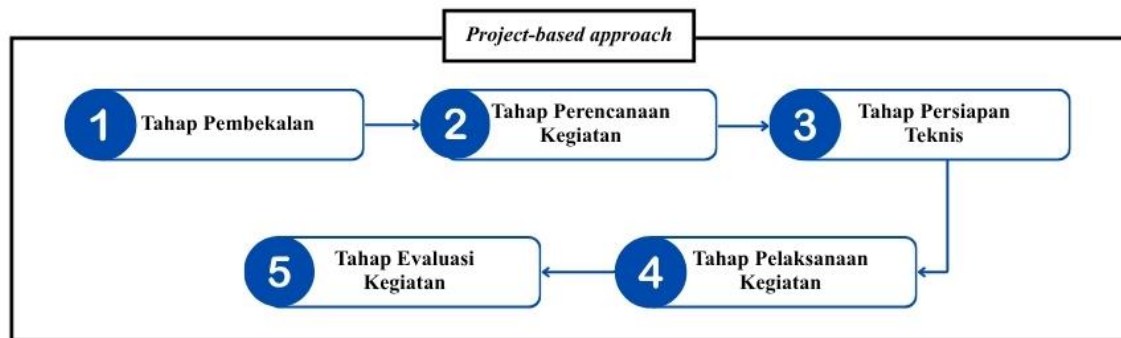 Project-based approach
1
Tahap Pembekalan
2
Tahap Perencanaan
Kegiatan
3
Tahap Persiapan
Teknis
5
Tahap Evaluasi
Kegiatan
4
Tahap Pelaksanaan
Kegiatan